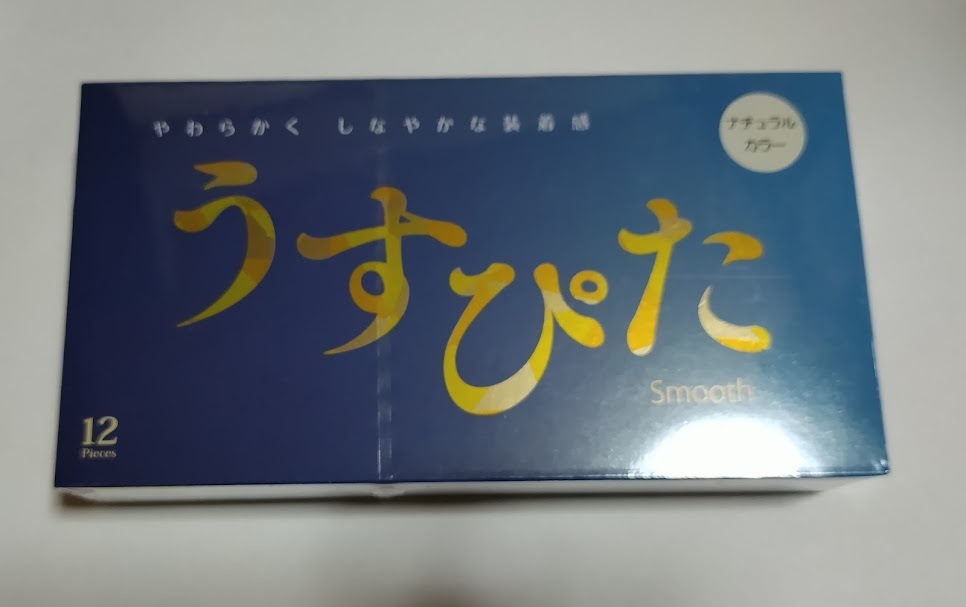 やわらかく しなやかな装着感
ナチュラル
カラー
うすぴた
Smooth
12
Pieces